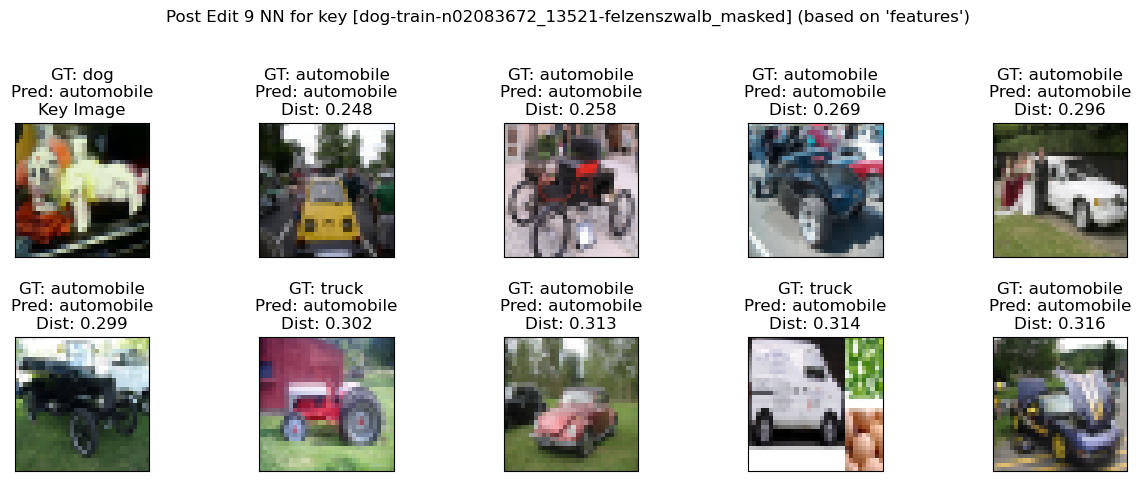 Post Edit 9 NN for key [dog-train-n02083672_13521-felzenszwalb_masked] (based on 'features')
GT: dog
Pred: automobile
Key Image
GT: automobile
Pred: automobile
Dist: 0.248
GT: automobile
Pred: automobile
Dist: 0.258
GT: automobile
Pred: automobile
Dist: 0.269
GT: automobile
Pred: automobile
Dist: 0.296
GT: automobile
Pred: automobile
Dist: 0.299
GT: truck
Pred: automobile
Dist: 0.302
GT: automobile
Pred: automobile
Dist: 0.313
GT: truck
Pred: automobile
Dist: 0.314
GT: automobile
Pred: automobile
Dist: 0.316